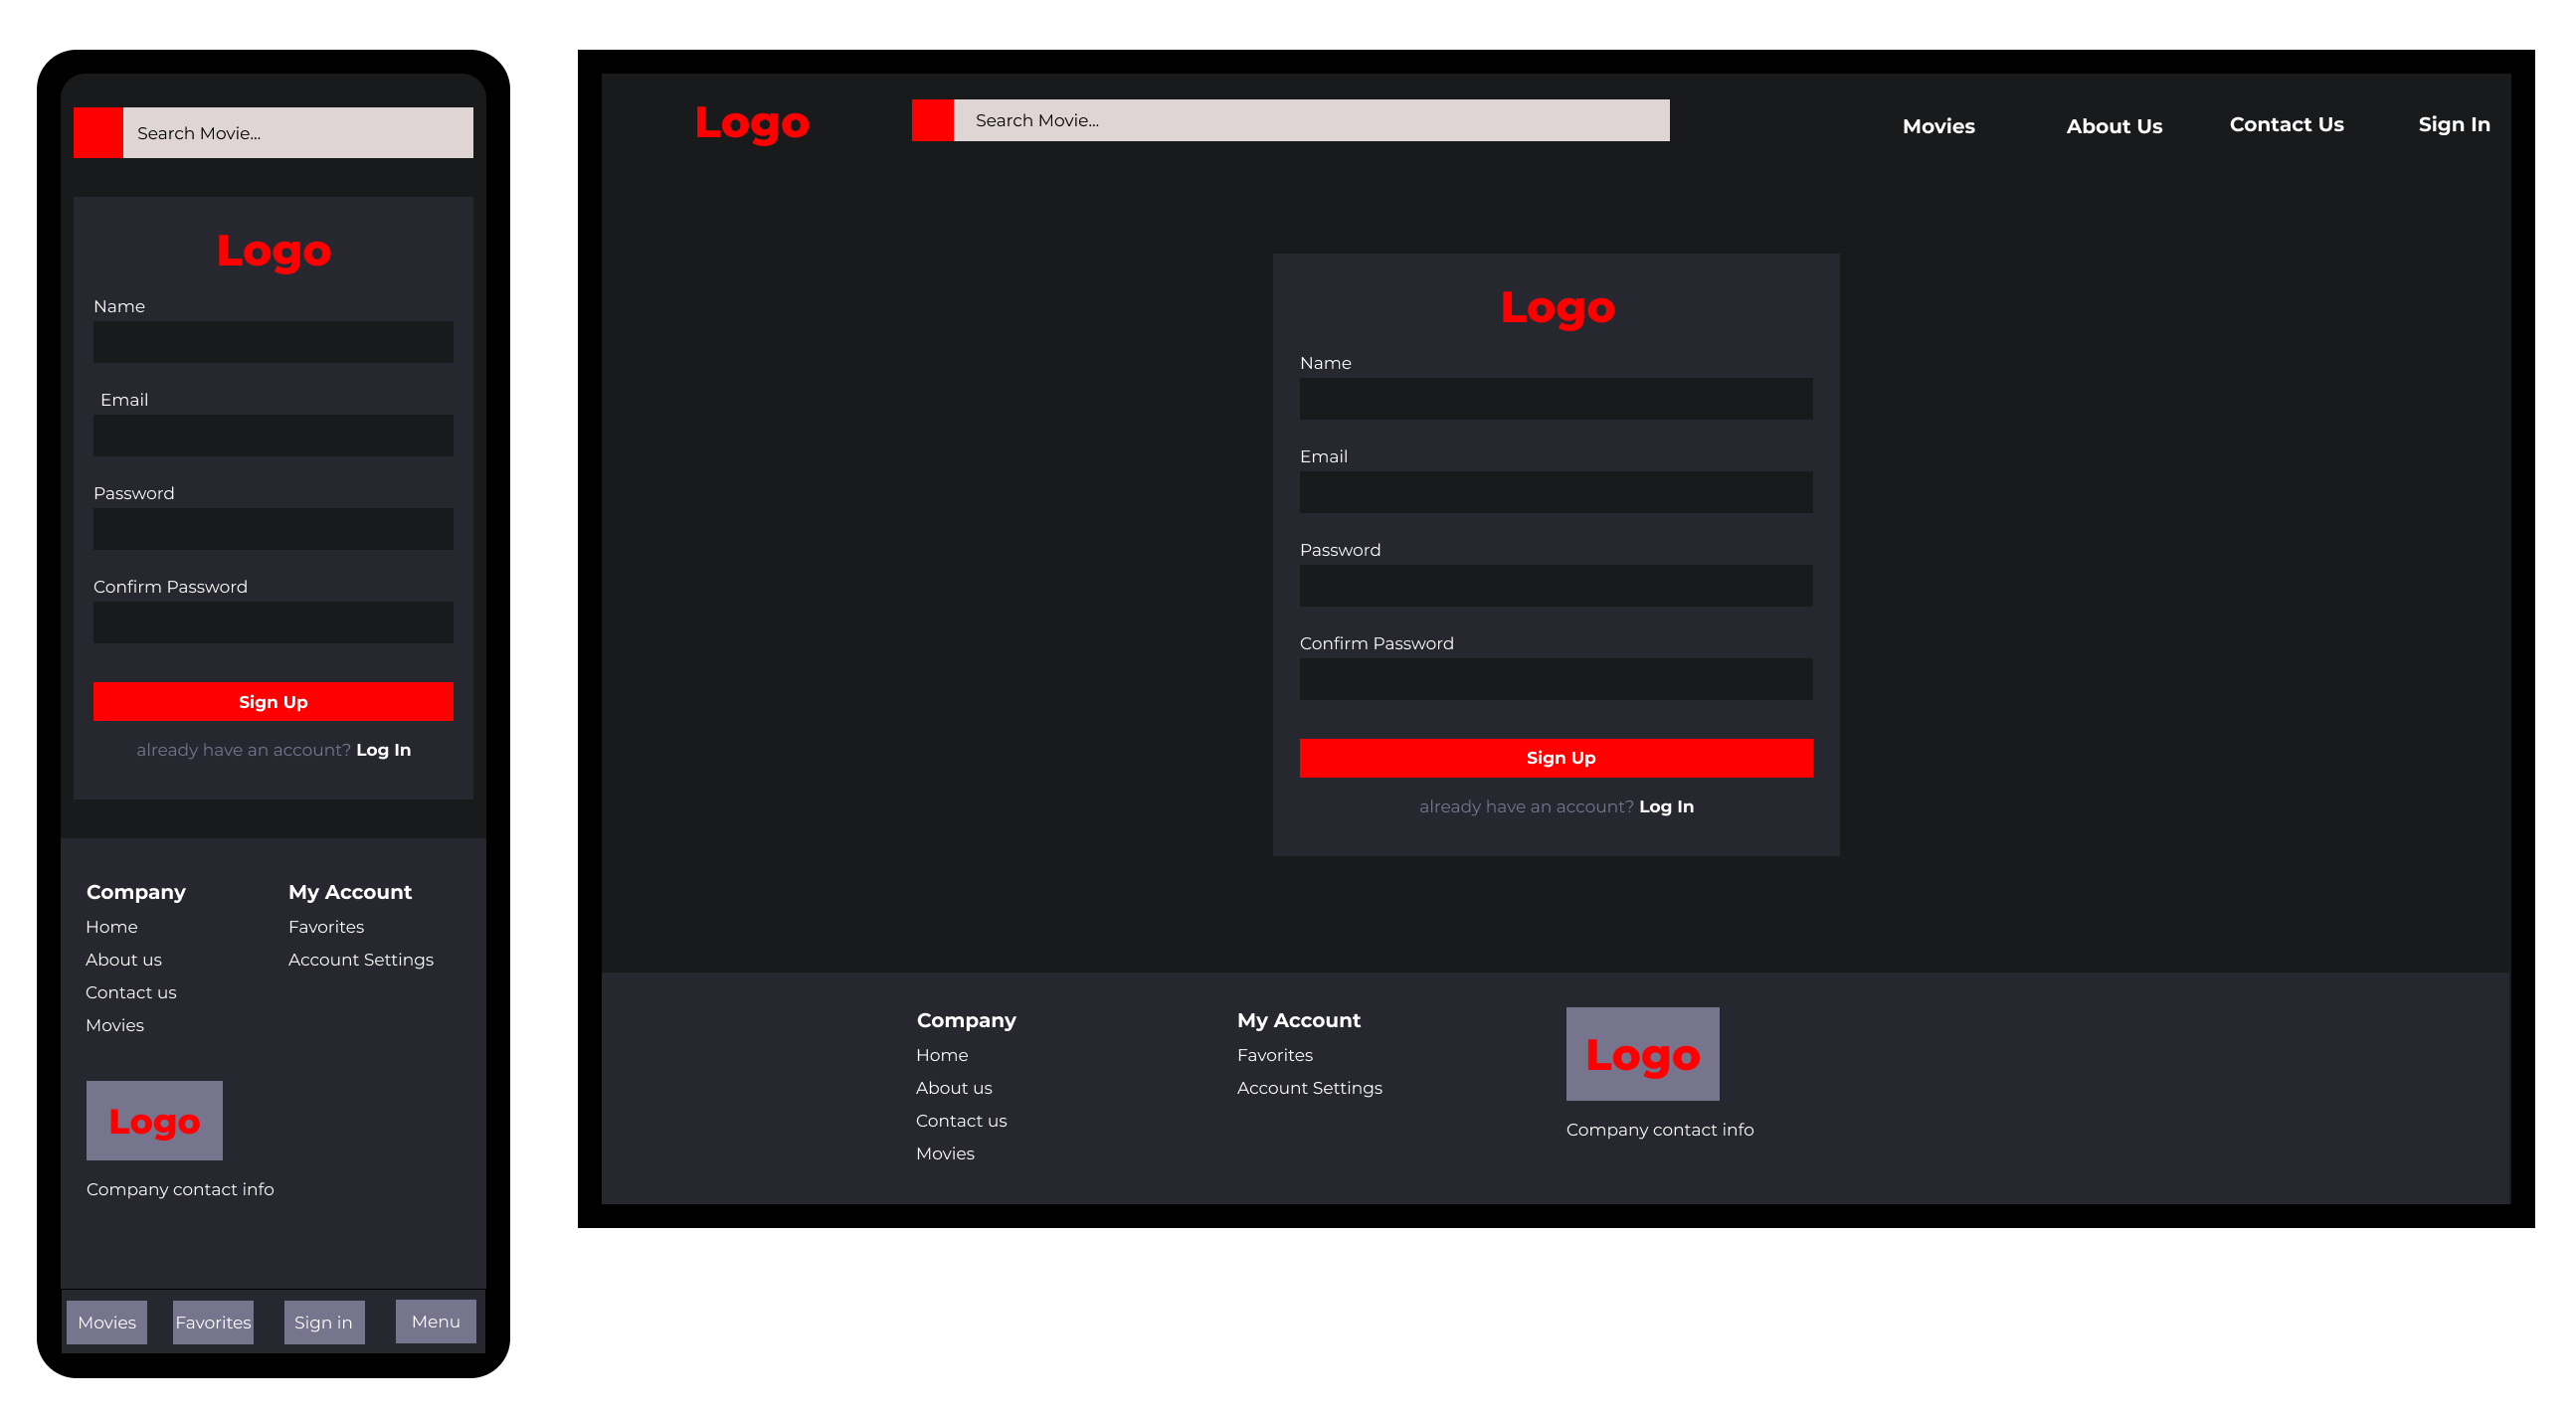 Search Movie...
Logo
Name
Email
Password
Confirm Password
Sign Up
already have an account? Log In
Company
Home
About us
Contact us
Movies
My Account
Favorites
Account Settings
Logo
Company contact info
Movies
Favorites
Sign in
Menu
Logo
Search Movie...
Movies
About Us
Contact Us
Sign In
Logo
Name
Email
Password
Confirm Password
Sign Up
already have an account? Log In
Company
Home
About us
Contact us
Movies
My Account
Favorites
Account Settings
Logo
Company contact info